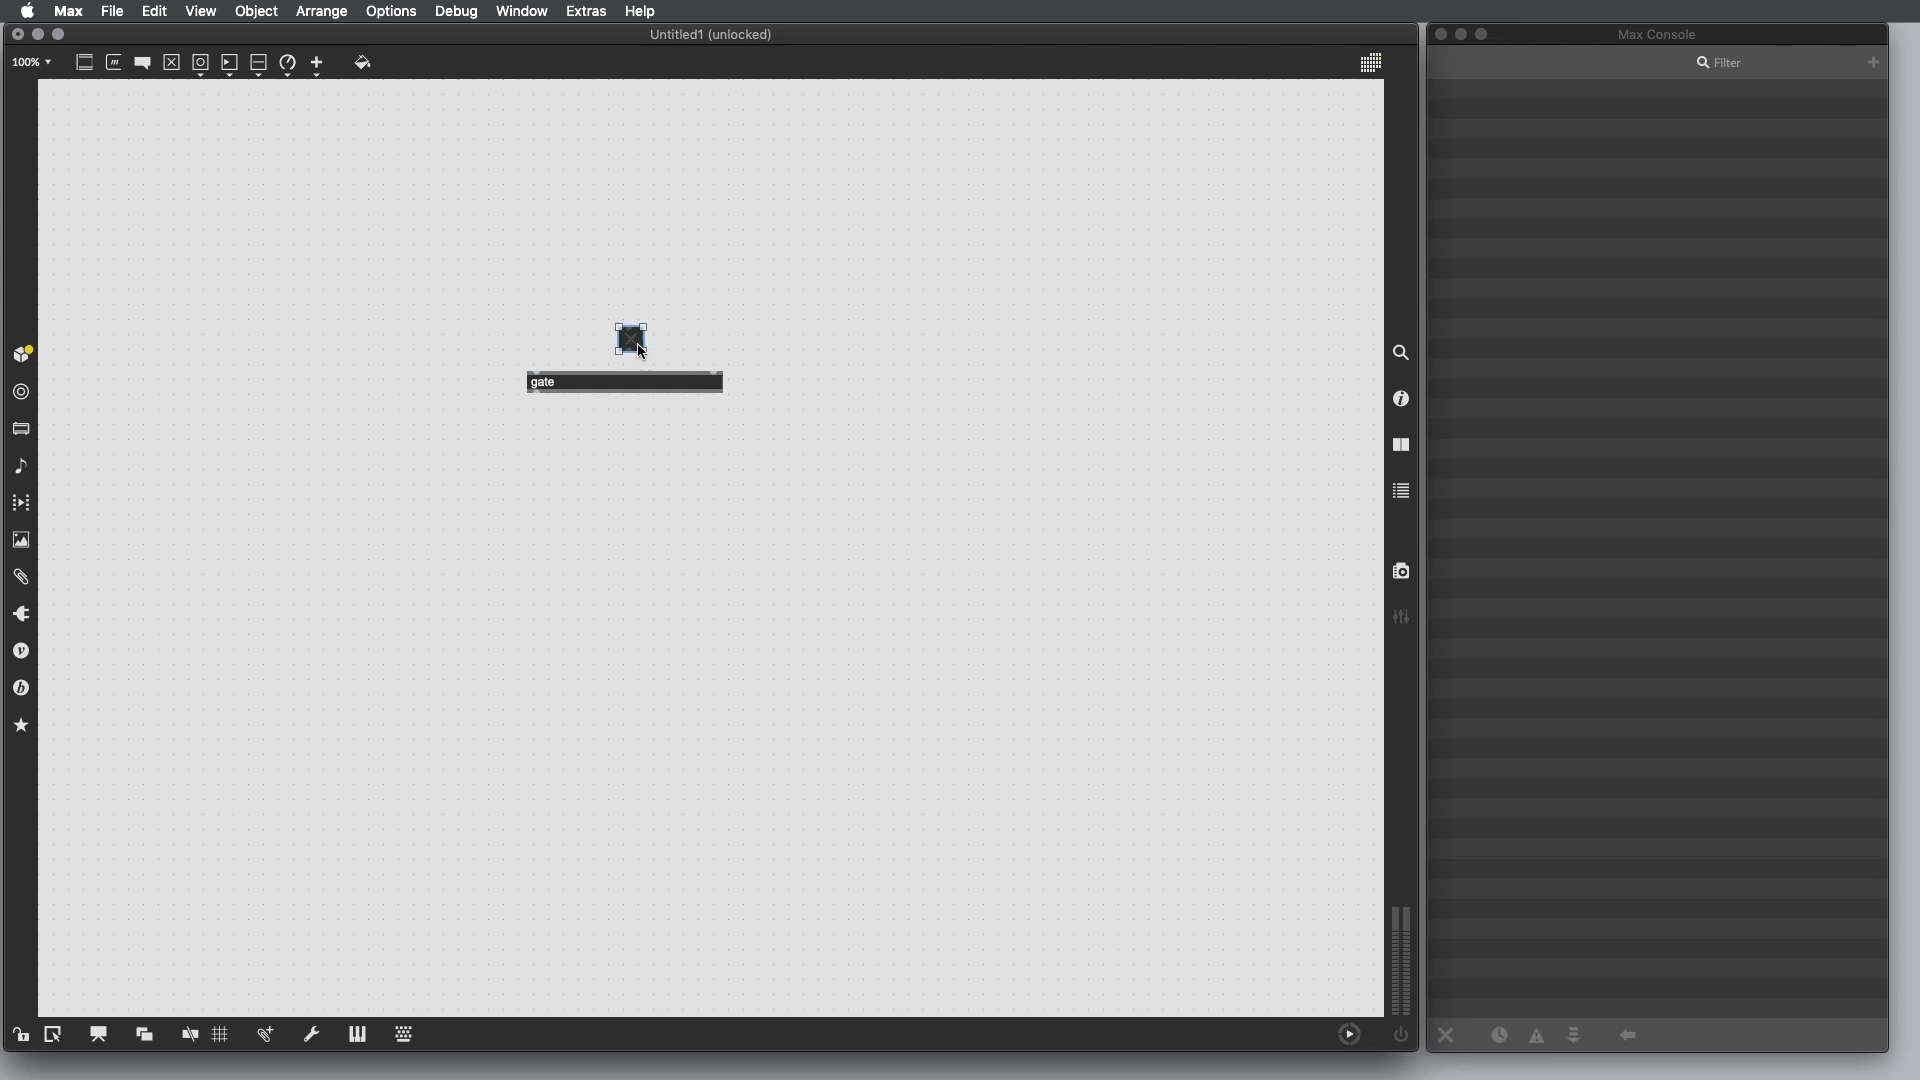 Max File Edit View Object Arrange Options Debug Window Extras Help
Untitled1 (unlocked)
Max Console
100%
Filter
gate